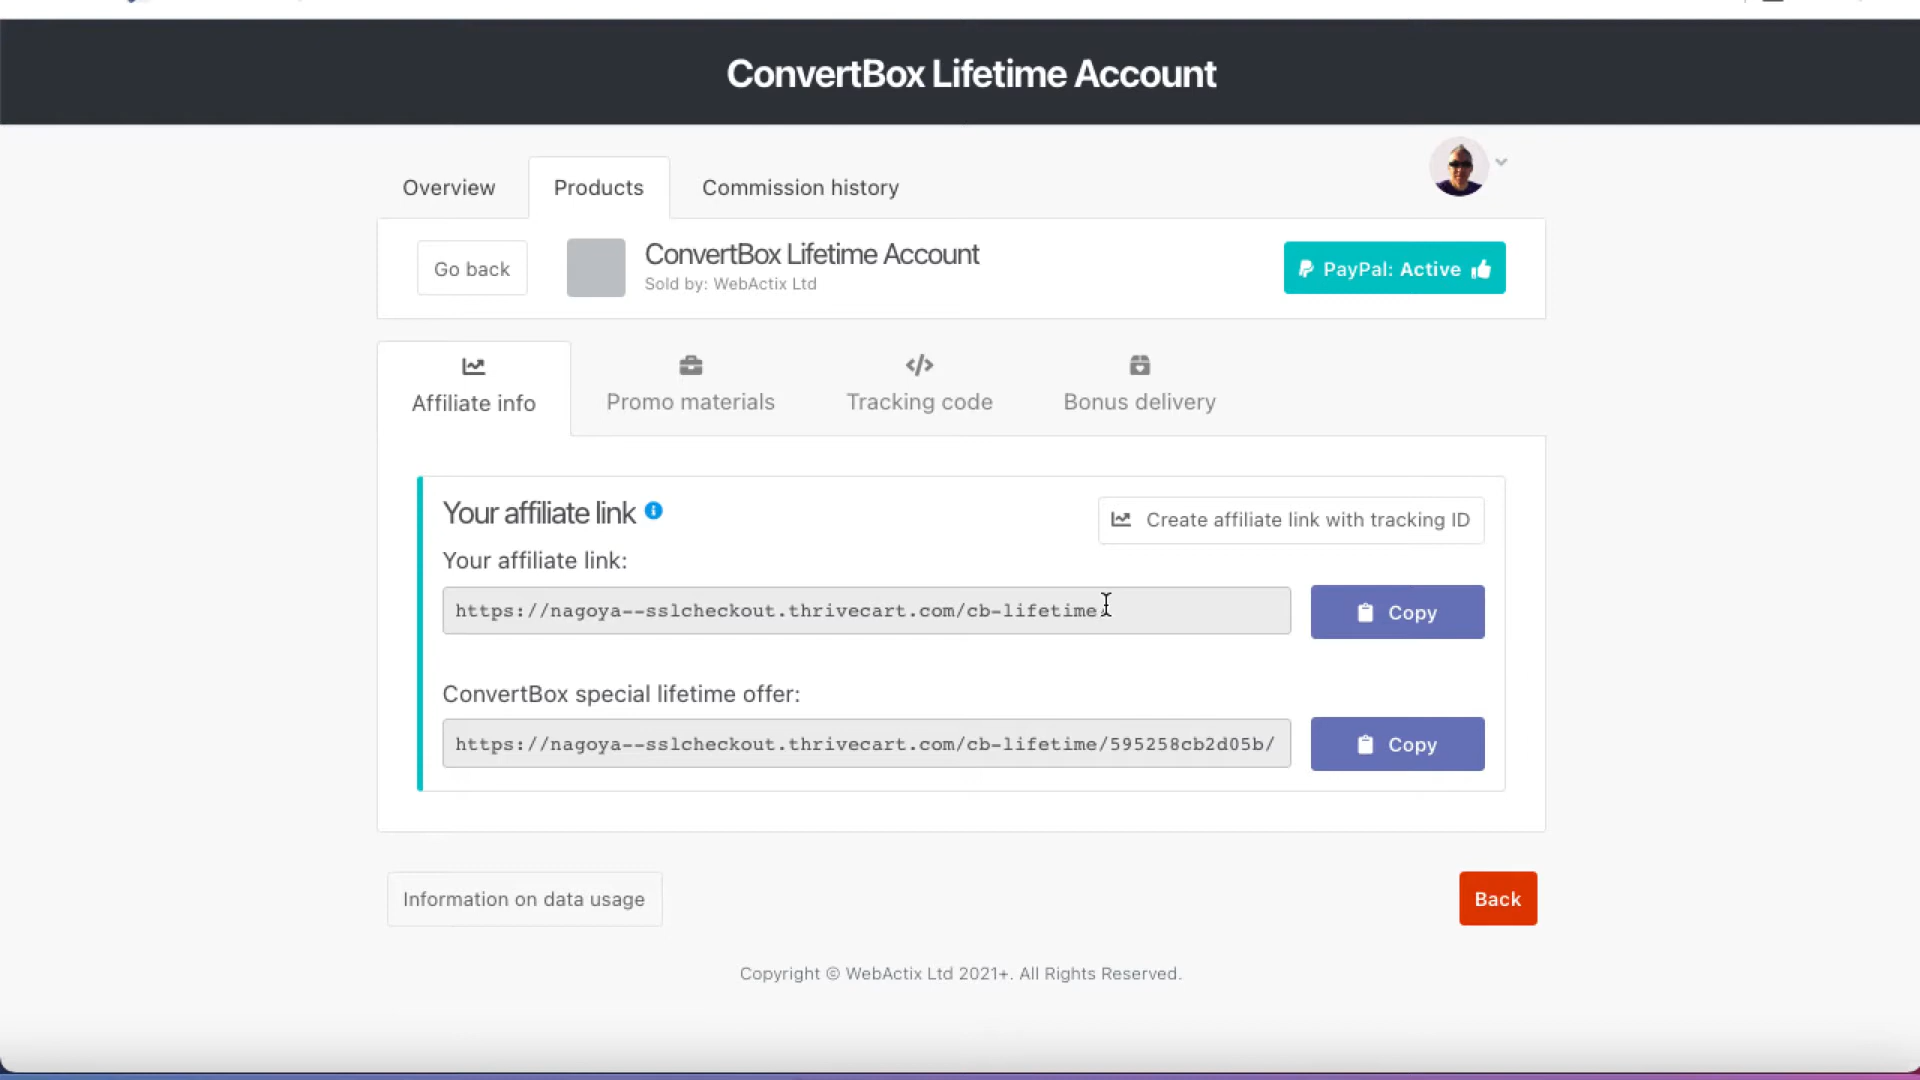 ConvertBox Lifetime Account
Overview
Products
Commission history
Go back
ConvertBox Lifetime Account
Sold by: WebActix Ltd
PayPal: Active
Affiliate info
Promo materials
Tracking code
Bonus delivery
Your affiliate link
Create affiliate link with tracking ID
Your affiliate link:
https://nagoya--sslcheckout.thrivecart.com/cb-lifetime/
Copy
ConvertBox special lifetime offer:
https://nagoya--sslcheckout.thrivecart.com/cb-lifetime/595258cb2d05b/
Copy
Information on data usage
Back
Copyright © WebActix Ltd 2021+. All Rights Reserved.